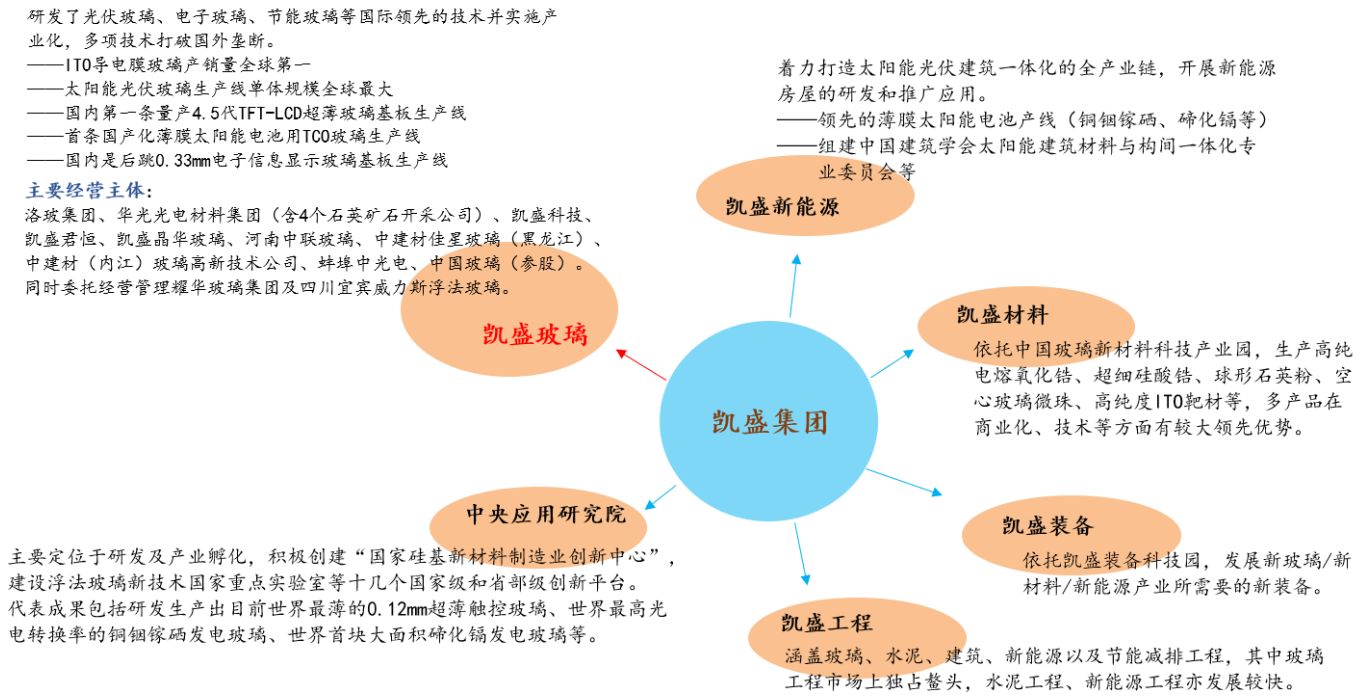 研发了光伏玻璃、电子玻璃、节能玻璃等国际领先的技术并实施产
业化，多项技术打破国外垄断。
——ITO导电膜玻璃产销量全球第一
——太阳能光伏玻璃生产线单体规模全球最大
——国内第一条量产4.5代TFT-LCD超薄玻璃基板生产线
——首条国产化薄膜太阳能电池用TCO玻璃生产线
——国内是后跳0.33mm电子信息显示玻璃基板生产线
主要经营主体：
洛玻集团、华光光电材料集团（含4个石英矿石开采公司）、凯盛科技、
凯盛君恒、凯盛晶华玻璃、河南中联玻璃、中建材佳星玻璃（黑龙江）、
中建材（内江）玻璃高新技术公司、蚌埠中光电、中国玻璃（参股）。
同时委托经营管理耀华玻璃集团及四川宜宾威力斯浮法玻璃。
凯盛玻璃
着力打造太阳能光伏建筑一体化的全产业链，开展新能源
房屋的研发和推广应用。
——领先的薄膜太阳能电池产线（铜铟镓硒、碲化镉等）
——组建中国建筑学会太阳能建筑材料与构间一体化专
业委员会等
凯盛新能源
凯盛材料
依托中国玻璃新材料科技产业园，生产高纯
电熔氧化锆、超细硅酸锆、球形石英粉、空
心玻璃微珠、高纯度ITO靶材等，多产品在
商业化、技术等方面有较大领先优势。
凯盛集团
中央应用研究院
主要定位于研发及产业孵化，积极创建“国家硅基新材料制造业创新中心”，
建设浮法玻璃新技术国家重点实验室等十几个国家级和省部级创新平台。
代表成果包括研发生产出目前世界最薄的0.12mm超薄触控玻璃、世界最高光
电转换率的铜铟镓硒发电玻璃、世界首块大面积碲化镉发电玻璃等。
凯盛装备
依托凯盛装备科技园，发展新玻璃/新
材料/新能源产业所需要的新装备。
凯盛工程
涵盖玻璃、水泥、建筑、新能源以及节能减排工程，其中玻璃
工程市场上独占鳌头，水泥工程、新能源工程亦发展较快。